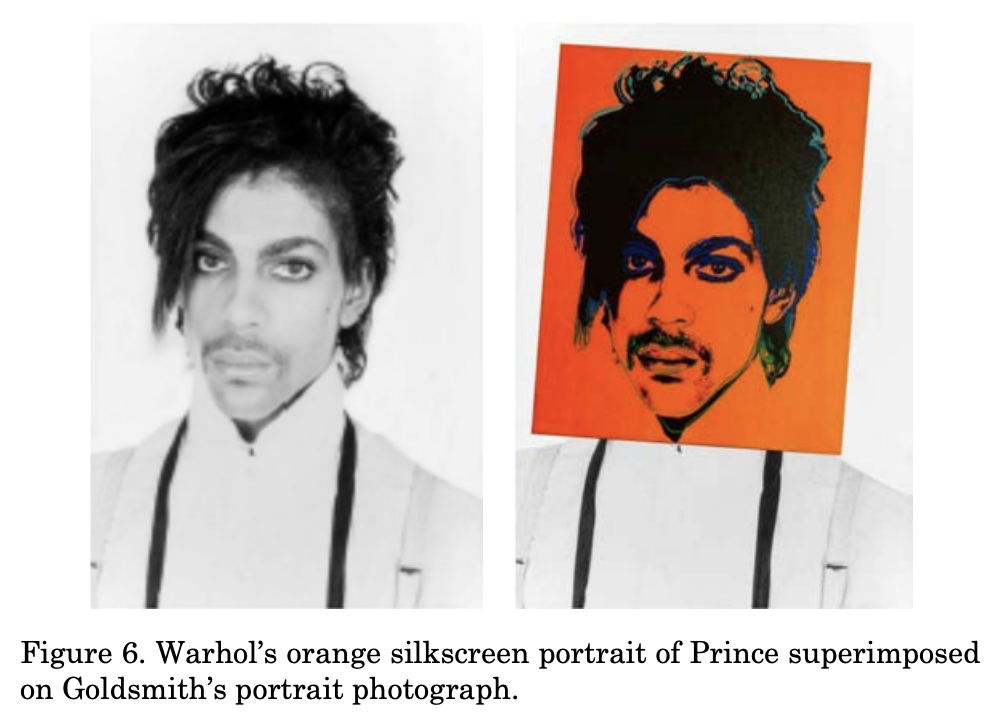 Figure 6. Warhol’s orange silkscreen portrait of Prince superimposed
on Goldsmith’s portrait photograph.